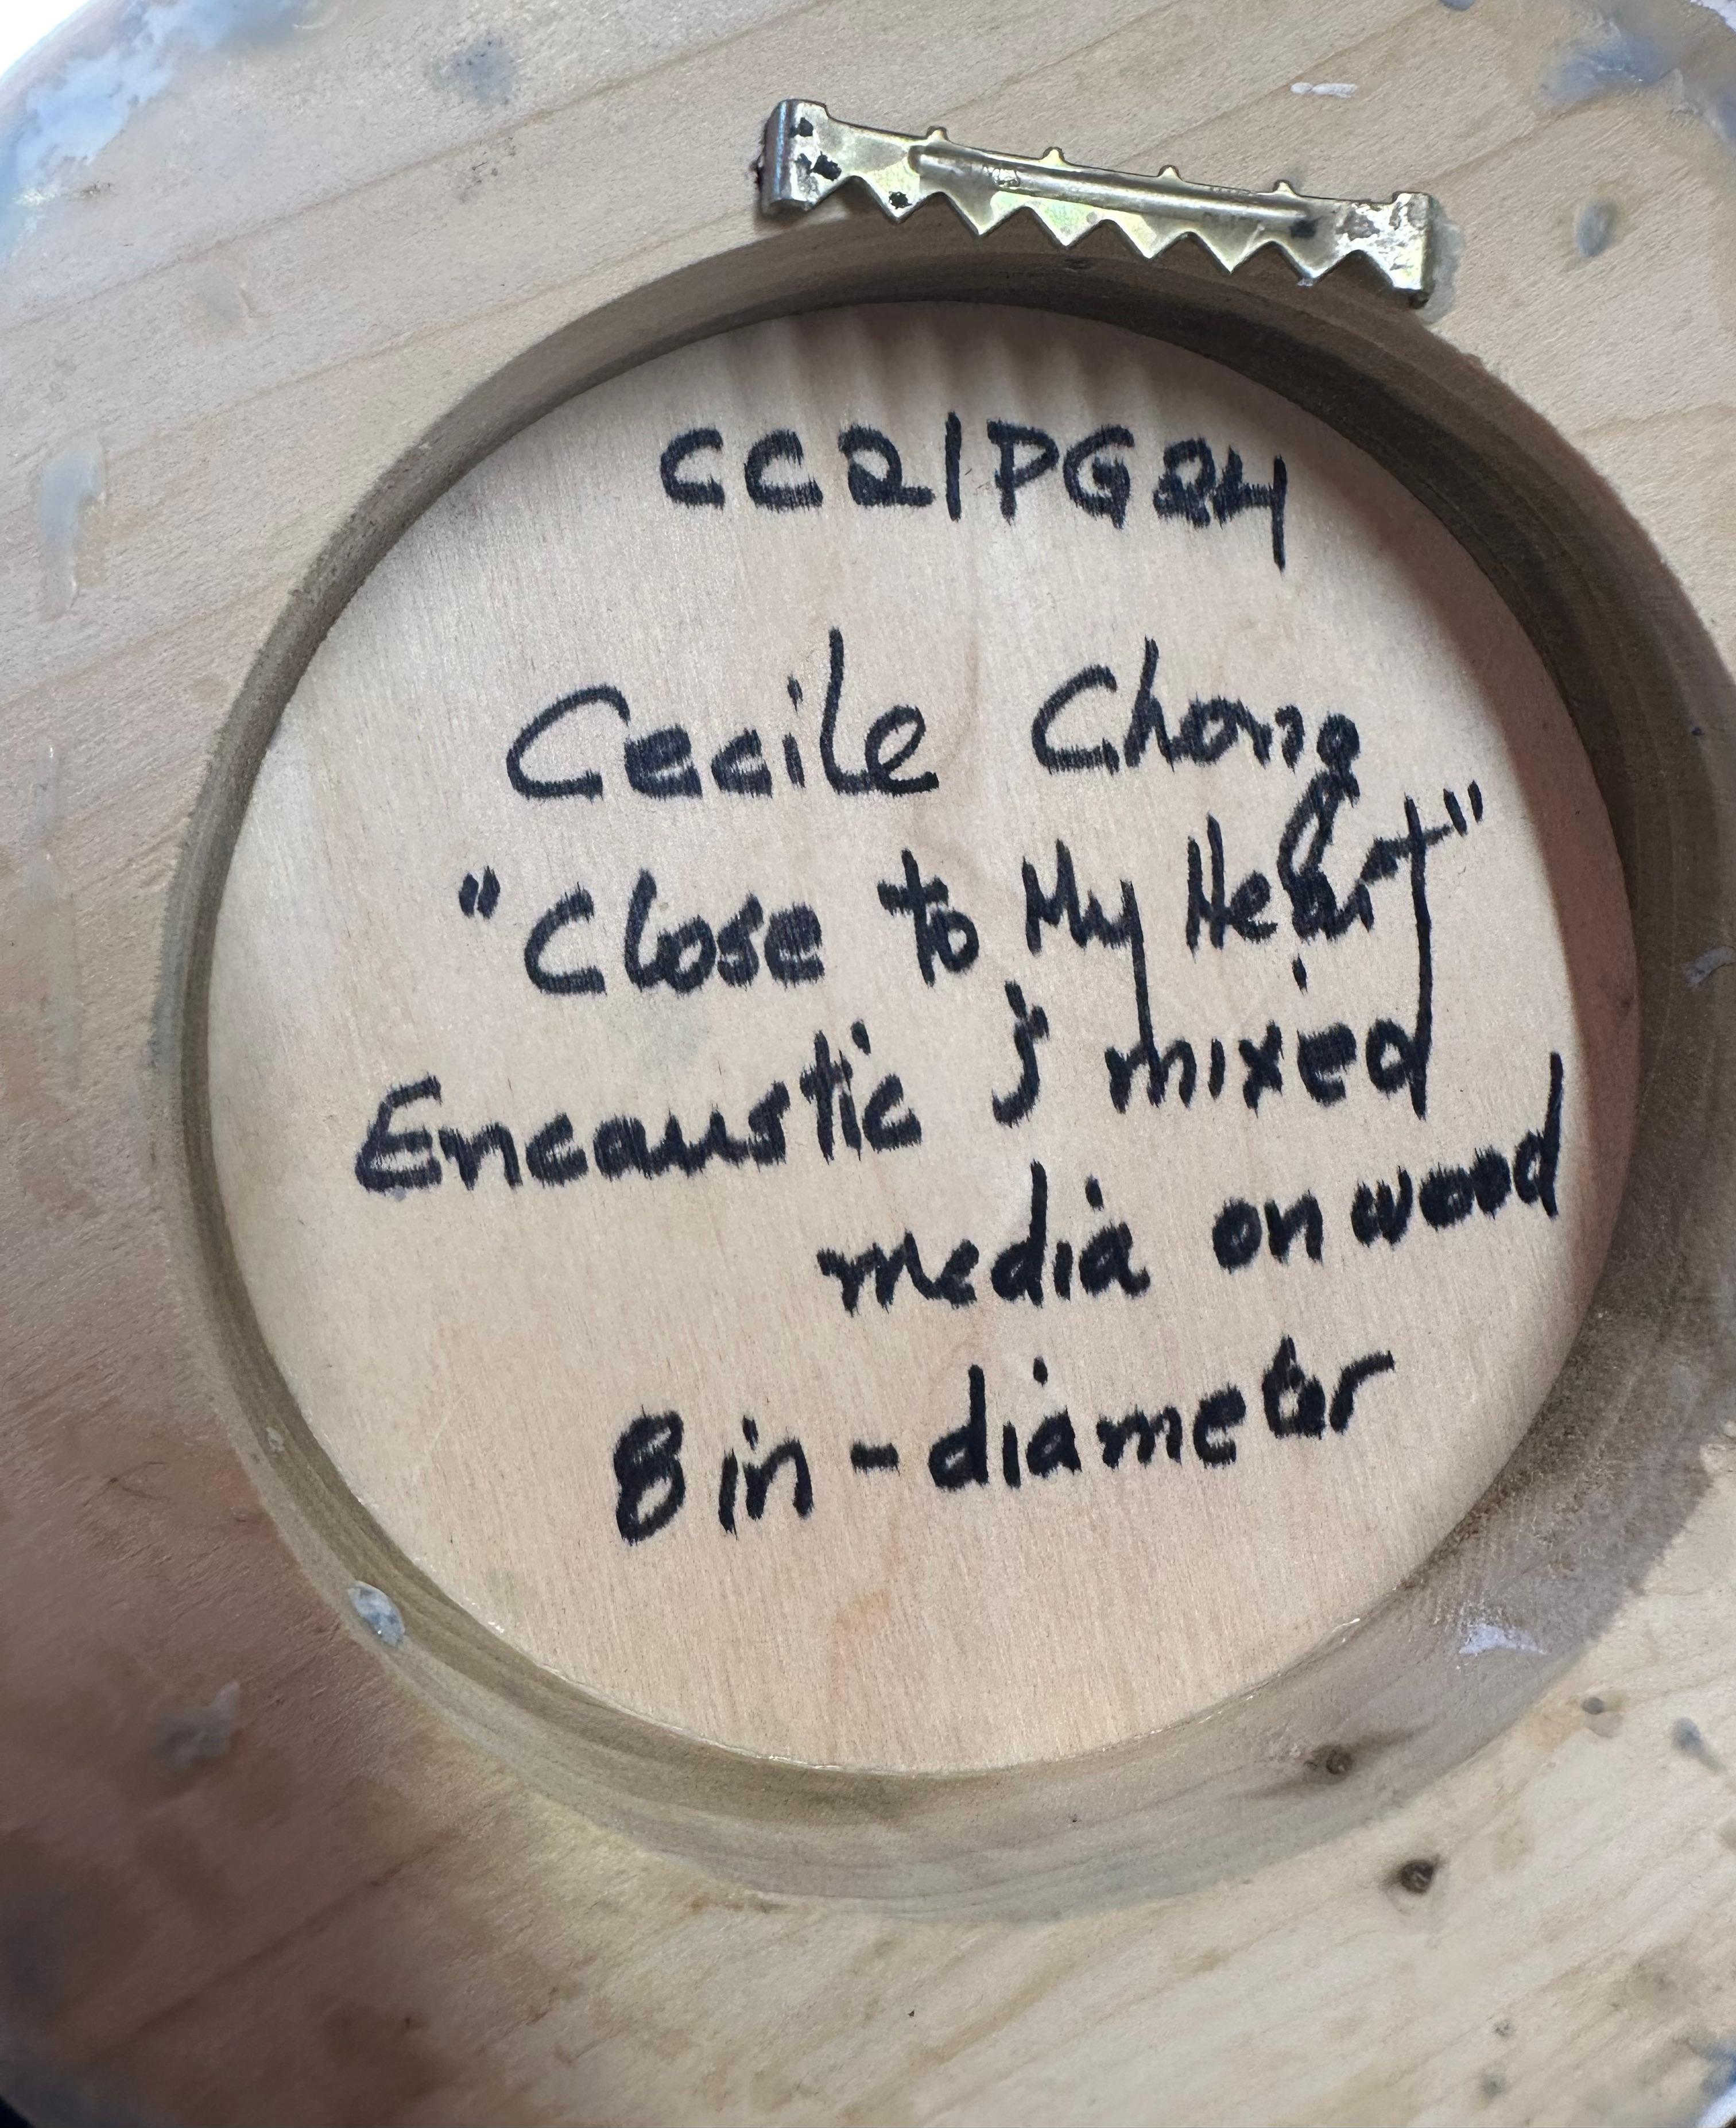 CC21PG24
Cecile Chong
"Close to My Heart"
Encaustic & mixed
media on wood
8 in - diameter